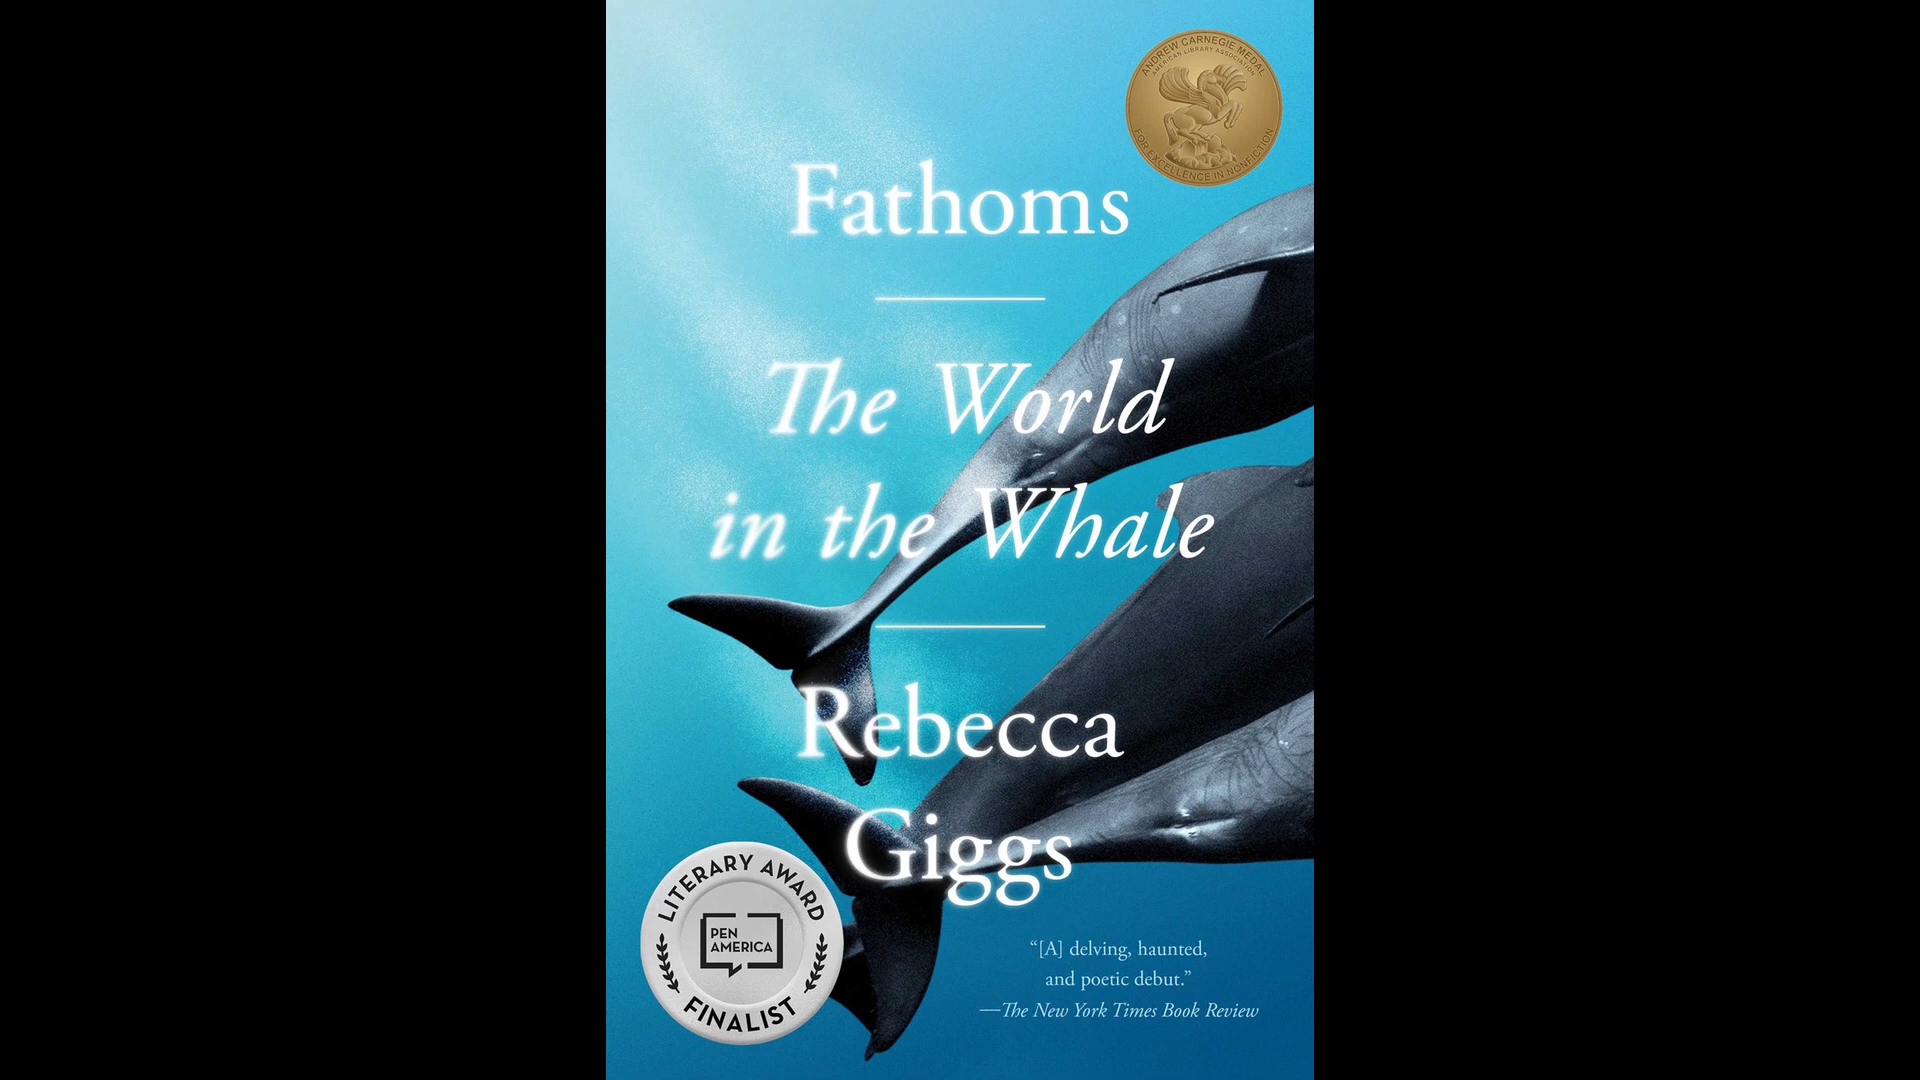 ANDREW CARNEGIE MEDAL
AMERICAN LIBRARY ASSOCIATION
FOR EXCELLENCE IN NONFICTION
Fathoms
The World
in the Whale
Rebecca
Giggs
LITERARY AWARD
PEN
AMERICA
FINALIST
“[A] delving, haunted,
and poetic debut.”
—The New York Times Book Review